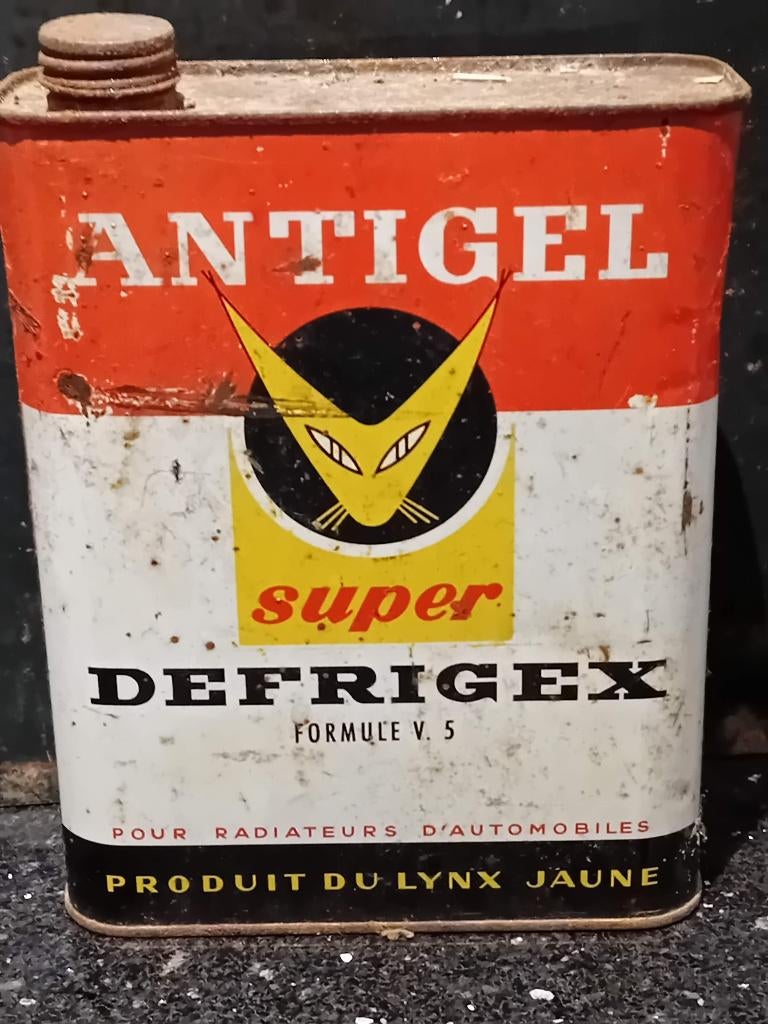 ANTIGEL
super
DEFRIGEX
FORMULE V. 5
POUR RADIATEURS D'AUTOMOBILES
PRODUIT DU LYNX JAUNE